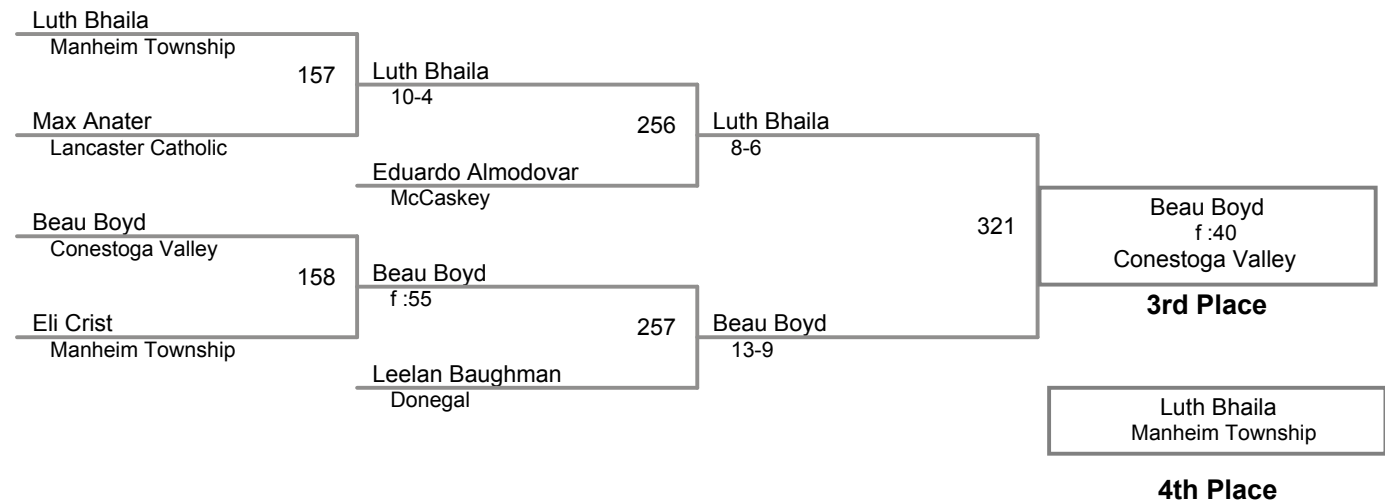 Luth Bhaila
Manheim Township
157
Luth Bhaila
10-4
Max Anater
Lancaster Catholic
256
Luth Bhaila
8-6
Eduardo Almodovar
McCaskey
Beau Boyd
Conestoga Valley
158
Beau Boyd
f :55
Eli Crist
Manheim Township
257
Beau Boyd
13-9
Leelan Baughman
Donegal
321
Beau Boyd
f :40
Conestoga Valley
3rd Place
Luth Bhaila
Manheim Township
4th Place